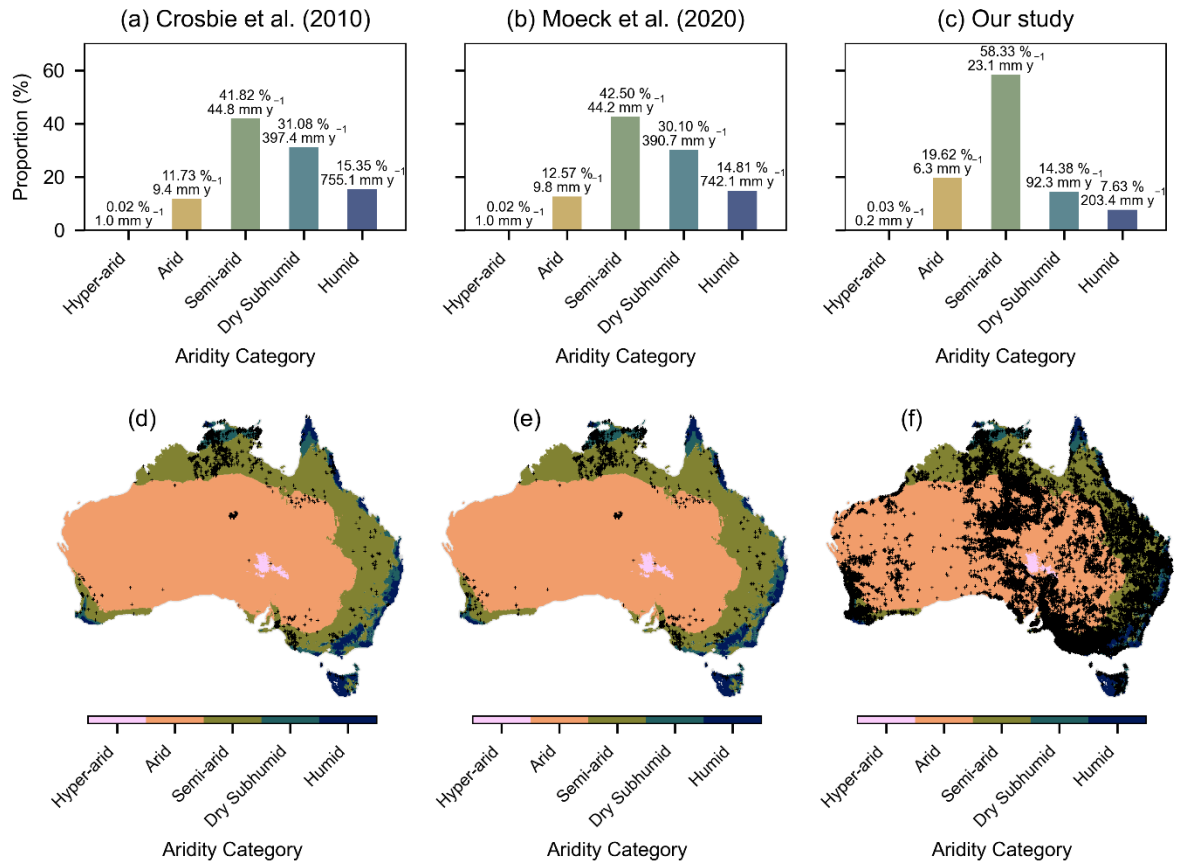 (a) Crosbie et al. (2010)
Proportion (%)
60
40
20
0
0.02 %
1.0 mm y⁻¹
11.73 %
9.4 mm y⁻¹
41.82 %
44.8 mm y⁻¹
31.08 %
397.4 mm y⁻¹
15.35 %
755.1 mm y⁻¹
Hyper-arid
Arid
Semi-arid
Dry Subhumid
Humid
Aridity Category
(b) Moeck et al. (2020)
60
40
20
0
0.02 %
1.0 mm y⁻¹
12.57 %
9.8 mm y⁻¹
42.50 %
44.2 mm y⁻¹
30.10 %
390.7 mm y⁻¹
14.81 %
742.1 mm y⁻¹
Hyper-arid
Arid
Semi-arid
Dry Subhumid
Humid
Aridity Category
(c) Our study
60
40
20
0
0.03 %
0.2 mm y⁻¹
19.62 %
6.3 mm y⁻¹
58.33 %
23.1 mm y⁻¹
14.38 %
92.3 mm y⁻¹
7.63 %
203.4 mm y⁻¹
Hyper-arid
Arid
Semi-arid
Dry Subhumid
Humid
Aridity Category
(d)
Hyper-arid
Arid
Semi-arid
Dry Subhumid
Humid
Aridity Category
(e)
Hyper-arid
Arid
Semi-arid
Dry Subhumid
Humid
Aridity Category
(f)
Hyper-arid
Arid
Semi-arid
Dry Subhumid
Humid
Aridity Category